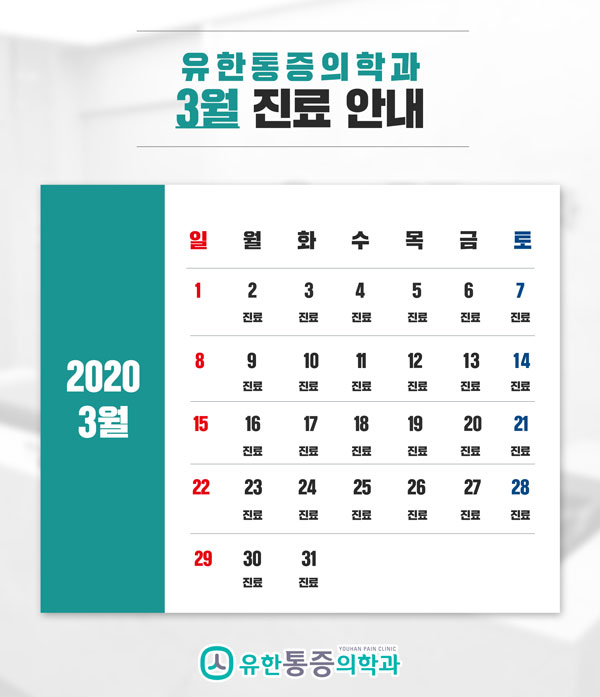 유한통증의학과
3월 진료 안내
2020
3월
일 월 화 수 목 금 토
1 2 3 4 5 6 7
진료 진료 진료 진료 진료 진료
8 9 10 11 12 13 14
진료 진료 진료 진료 진료 진료
15 16 17 18 19 20 21
진료 진료 진료 진료 진료 진료
22 23 24 25 26 27 28
진료 진료 진료 진료 진료 진료
29 30 31
진료 진료
YOUHAN PAIN CLINIC
유한통증의학과